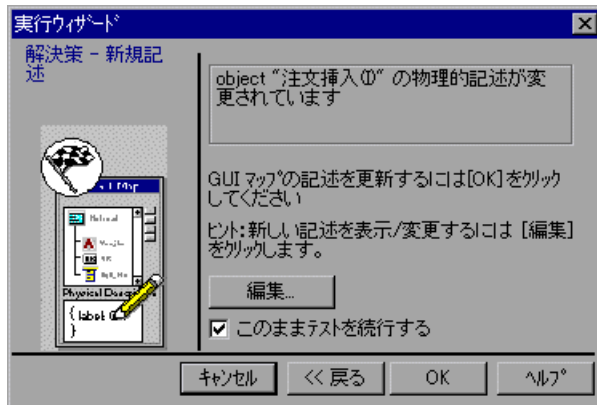 実行ウィザード
解決策 - 新規記
述
object “注文挿入①” の物理的記述が変
更されています
GUI マップの記述を更新するには[OK]をクリック
してください
ヒント:新しい記述を表示/変更するには [編集]
をクリックします。
編集...
このままテストを続行する
Physical Descriptio
{ label:
}
キャンセル
<< 戻る
OK
ヘルプ